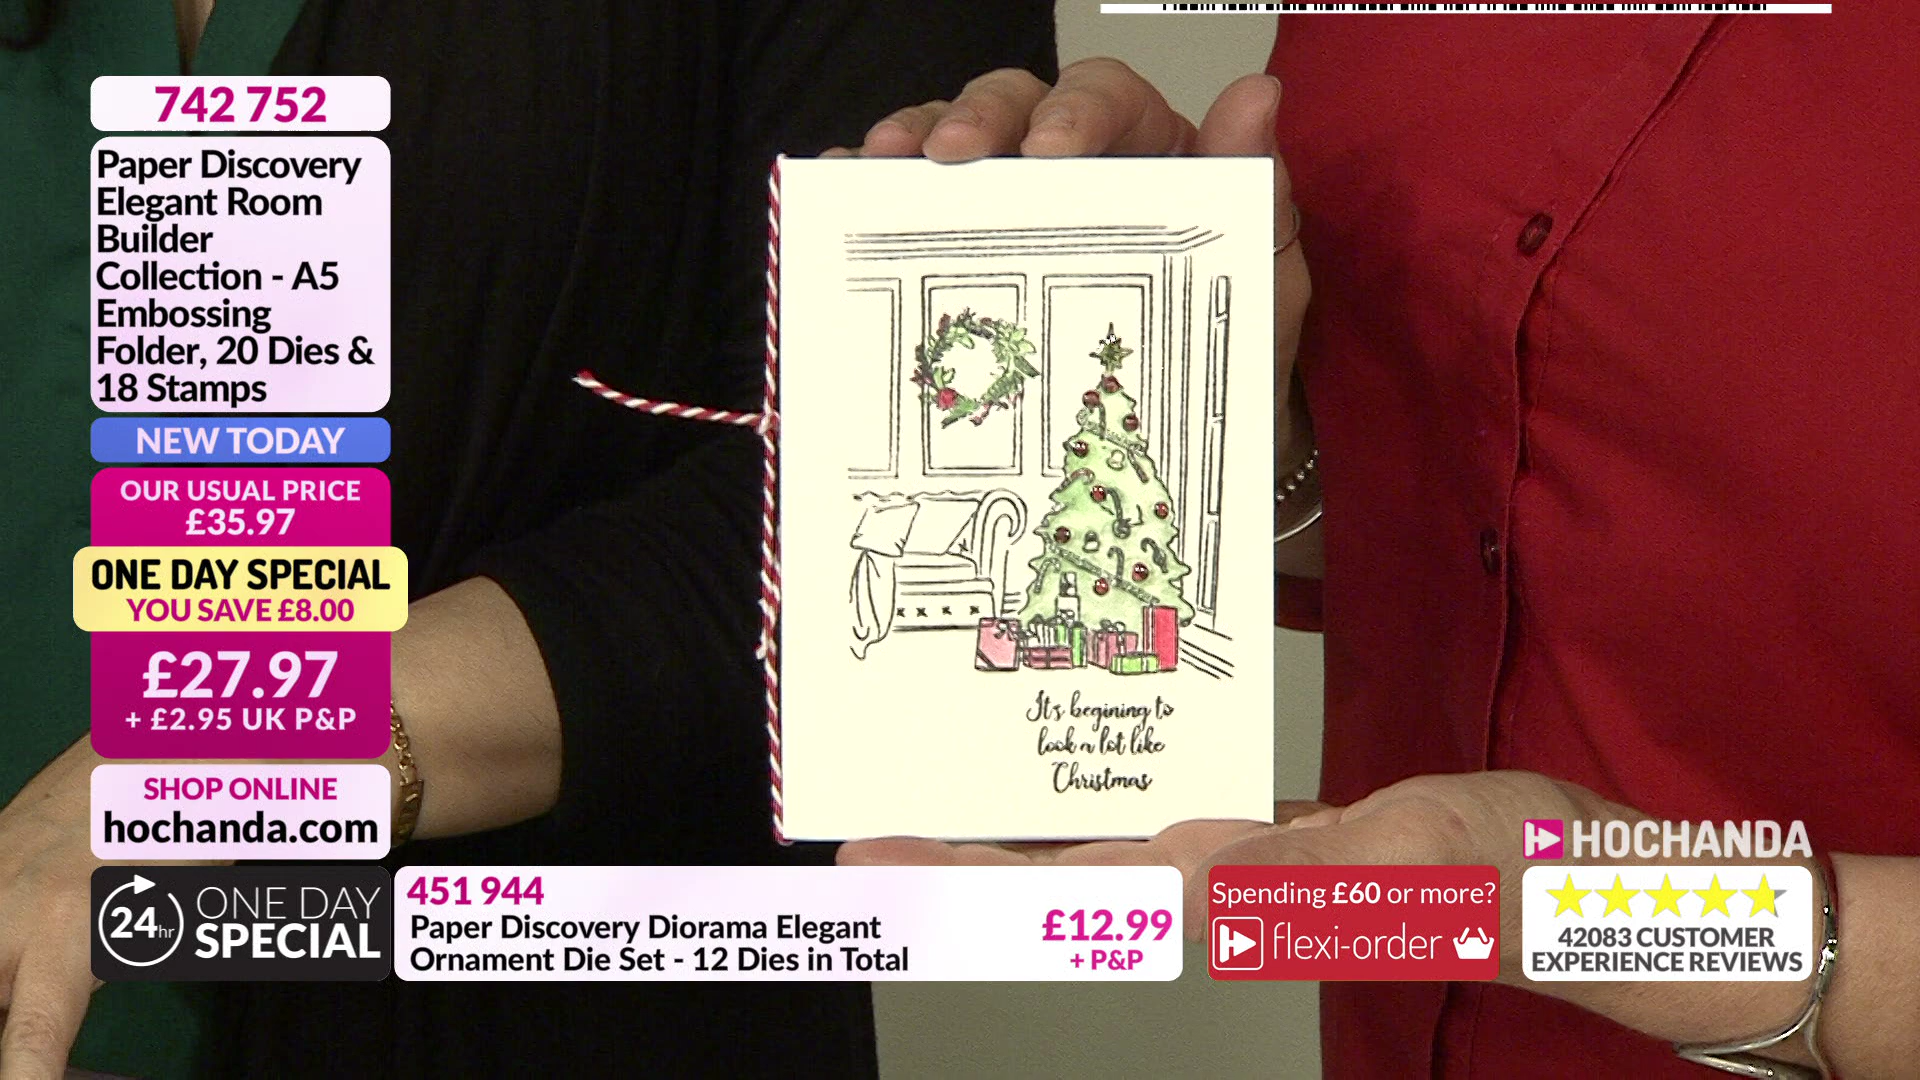 742 752
Paper Discovery
Elegant Room
Builder
Collection - A5
Embossing
Folder, 20 Dies &
18 Stamps
NEW TODAY
OUR USUAL PRICE
£35.97
ONE DAY SPECIAL
YOU SAVE £8.00
£27.97
+ £2.95 UK P&P
SHOP ONLINE
hochanda.com
24hr
ONE DAY
SPECIAL
It's begining to
look a lot like
Christmas
451 944
Paper Discovery Diorama Elegant
Ornament Die Set - 12 Dies in Total
£12.99
+ P&P
Spending £60 or more?
flexi-order
HOCHANDA
42083 CUSTOMER
EXPERIENCE REVIEWS